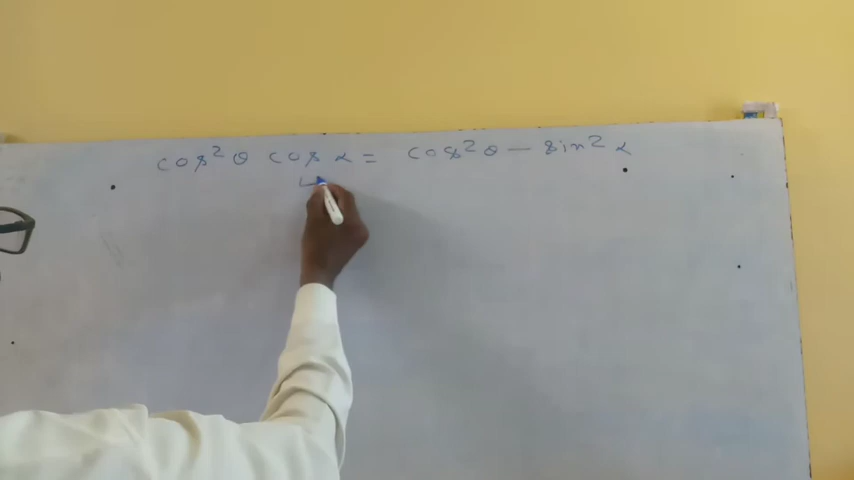 cos²θ cos α = cos²θ - sin²α